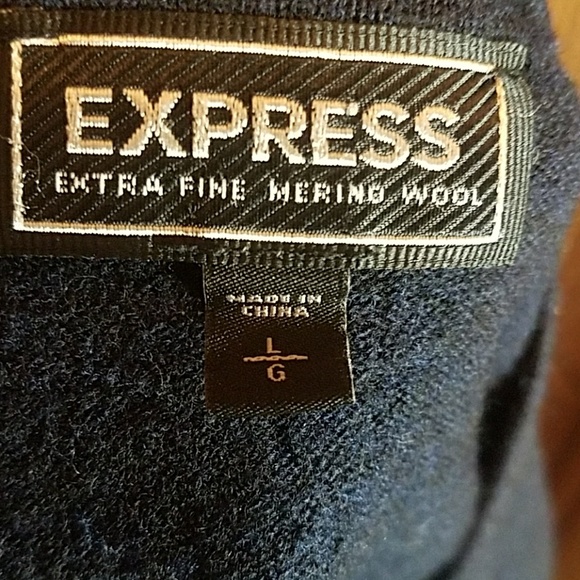 EXPRESS
EXTRA FINE MERINO WOOL
MADE IN
CHINA
L
G